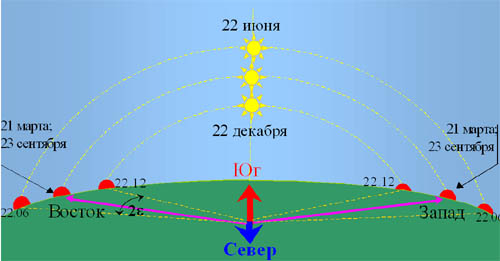 22 июня
21 марта;
23 сентября
21 марта;
23 сентября
22 декабря
Юг
22.12
22.12
22.06
Восток
2ε
Запад
22.06
Север